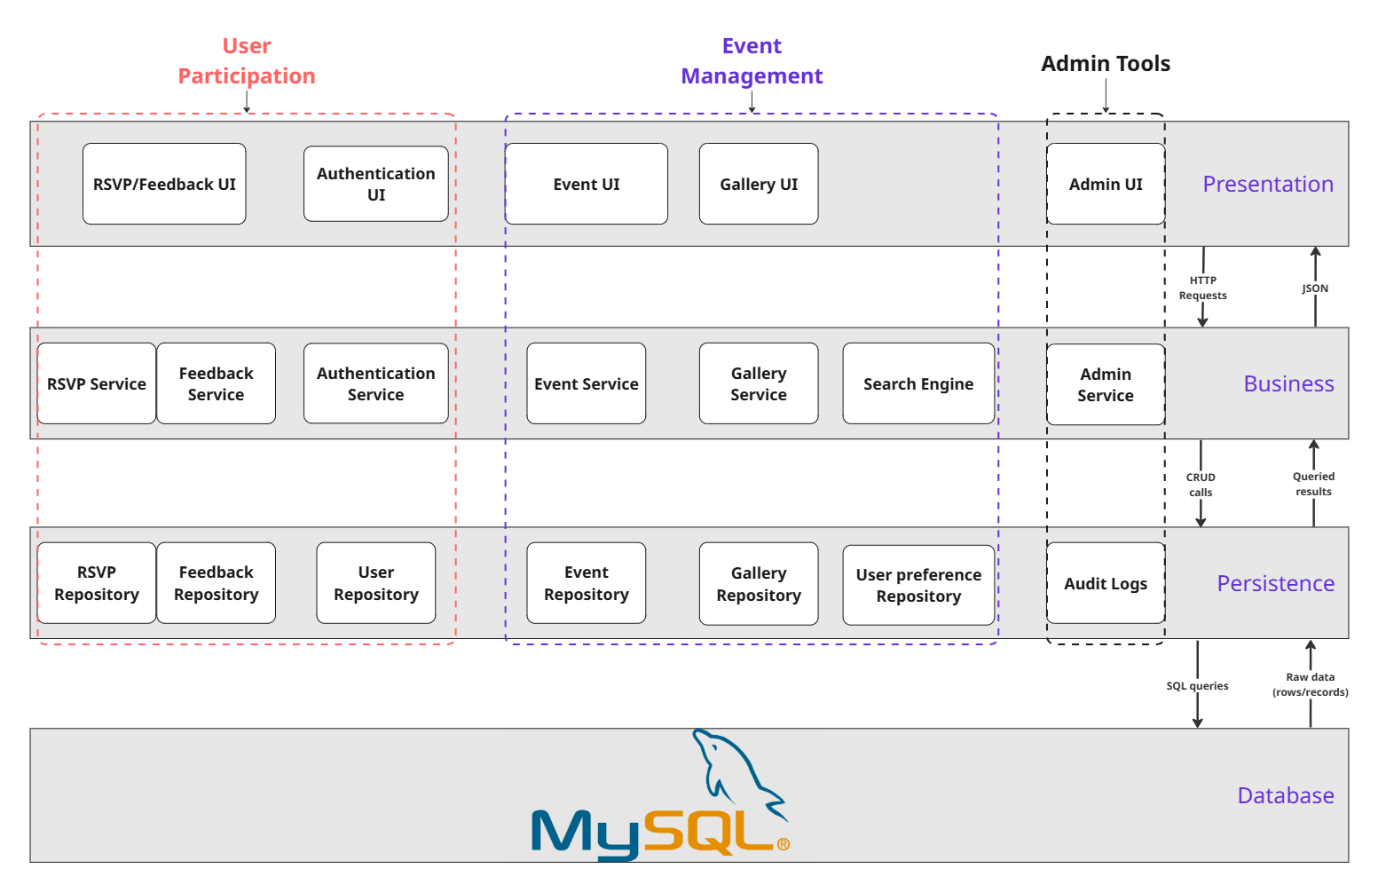 User
Participation
Event
Management
Admin Tools
RSVP/Feedback UI
Authentication
UI
Event UI
Gallery UI
Admin UI
Presentation
HTTP
Requests
JSON
RSVP Service
Feedback
Service
Authentication
Service
Event Service
Gallery
Service
Search Engine
Admin
Service
Business
CRUD
calls
Queried
results
RSVP
Repository
Feedback
Repository
User
Repository
Event
Repository
Gallery
Repository
User preference
Repository
Audit Logs
Persistence
SQL queries
Raw data
(rows/records)
MySQL®
Database